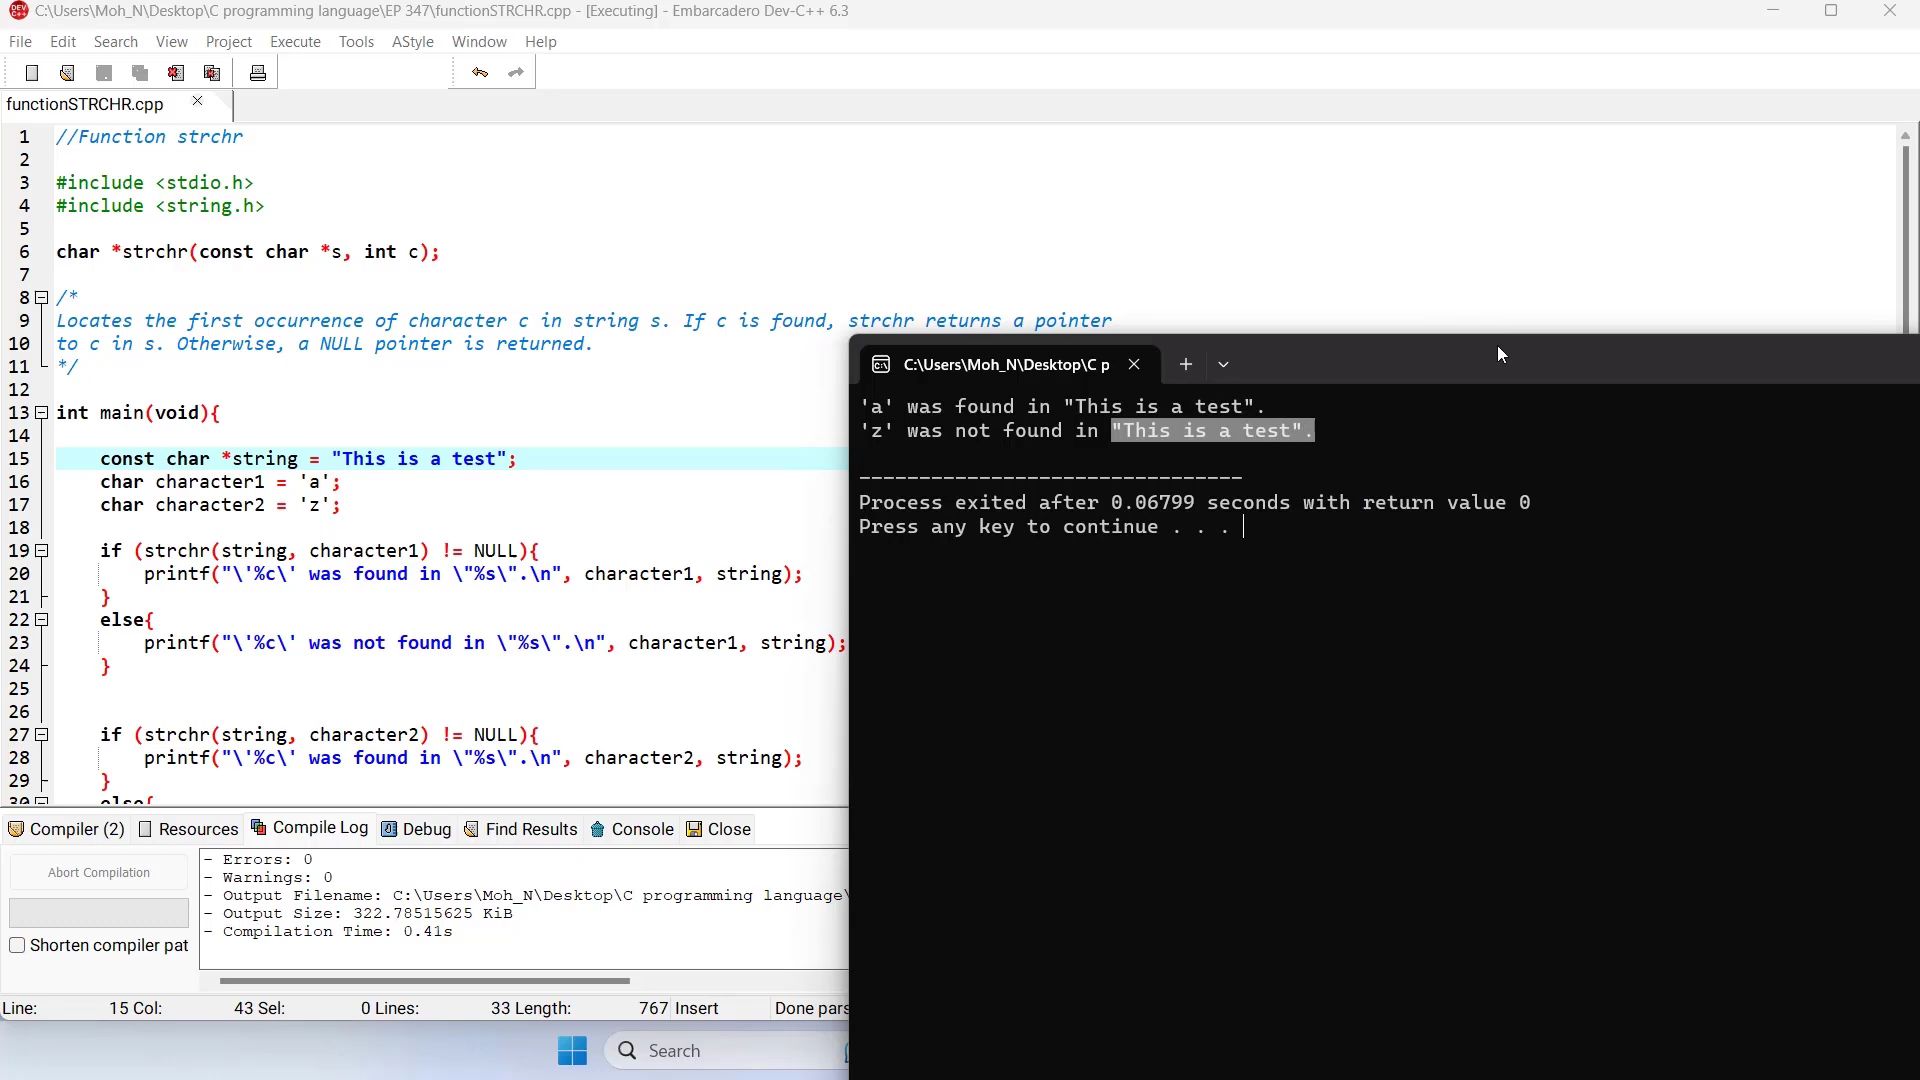 C:\Users\Moh_N\Desktop\C programming language\EP 347\functionSTRCHR.cpp - [Executing] - Embarcadero Dev-C++ 6.3
File Edit Search View Project Execute Tools AStyle Window Help
functionSTRCHR.cpp
1 //Function strchr
2
3 #include <stdio.h>
4 #include <string.h>
5
6 char *strchr(const char *s, int c);
7
8 /*
9 Locates the first occurrence of character c in string s. If c is found, strchr returns a pointer
10 to c in s. Otherwise, a NULL pointer is returned.
11 */
12
13 int main(void){
14
15 const char *string = "This is a test";
16 char character1 = 'a';
17 char character2 = 'z';
18
19 if (strchr(string, character1) != NULL){
20 printf("\'%c\' was found in \"%s\".\n", character1, string);
21 }
22 else{
23 printf("\'%c\' was not found in \"%s\".\n", character1, string);
24 }
25
26
27 if (strchr(string, character2) != NULL){
28 printf("\'%c\' was found in \"%s\".\n", character2, string);
29 }
30 else{
C:\Users\Moh_N\Desktop\C p
'a' was found in "This is a test".
'z' was not found in "This is a test".
--------------------------------
Process exited after 0.06799 seconds with return value 0
Press any key to continue . . .
Compiler (2) Resources Compile Log Debug Find Results Console Close
Abort Compilation
Shorten compiler pat
- Errors: 0
- Warnings: 0
- Output Filename: C:\Users\Moh_N\Desktop\C programming language\
- Output Size: 322.78515625 KiB
- Compilation Time: 0.41s
Line: 15 Col: 43 Sel: 0 Lines: 33 Length: 767 Insert Done pars
Search